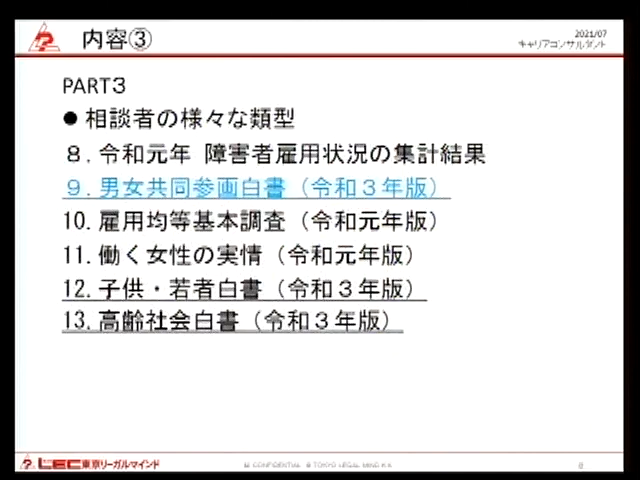 内容③
2021/07
キャリアコンサルタント
PART3
● 相談者の様々な類型
８．令和元年 障害者雇用状況の集計結果
９．男女共同参画白書（令和３年版）
10. 雇用均等基本調査（令和元年版）
11. 働く女性の実情（令和元年版）
12. 子供・若者白書（令和３年版）
13. 高齢社会白書（令和３年版）
LEC東京リーガルマインド
CONFIDENTIAL © TOKYO LEGAL MIND K.K